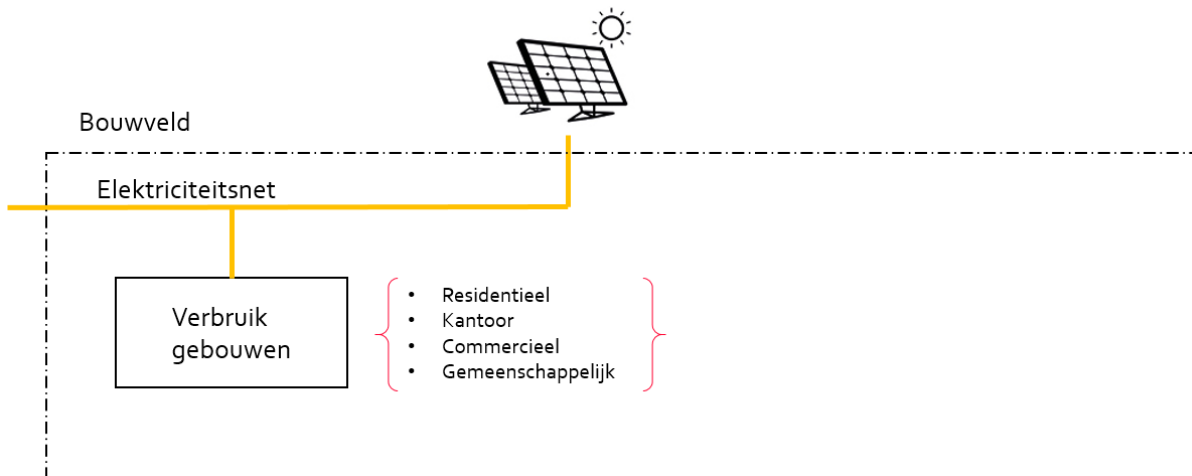 Bouwveld
Elektriciteitsnet
Verbruik
gebouwen
• Residentieel
• Kantoor
• Commercieel
• Gemeenschappelijk